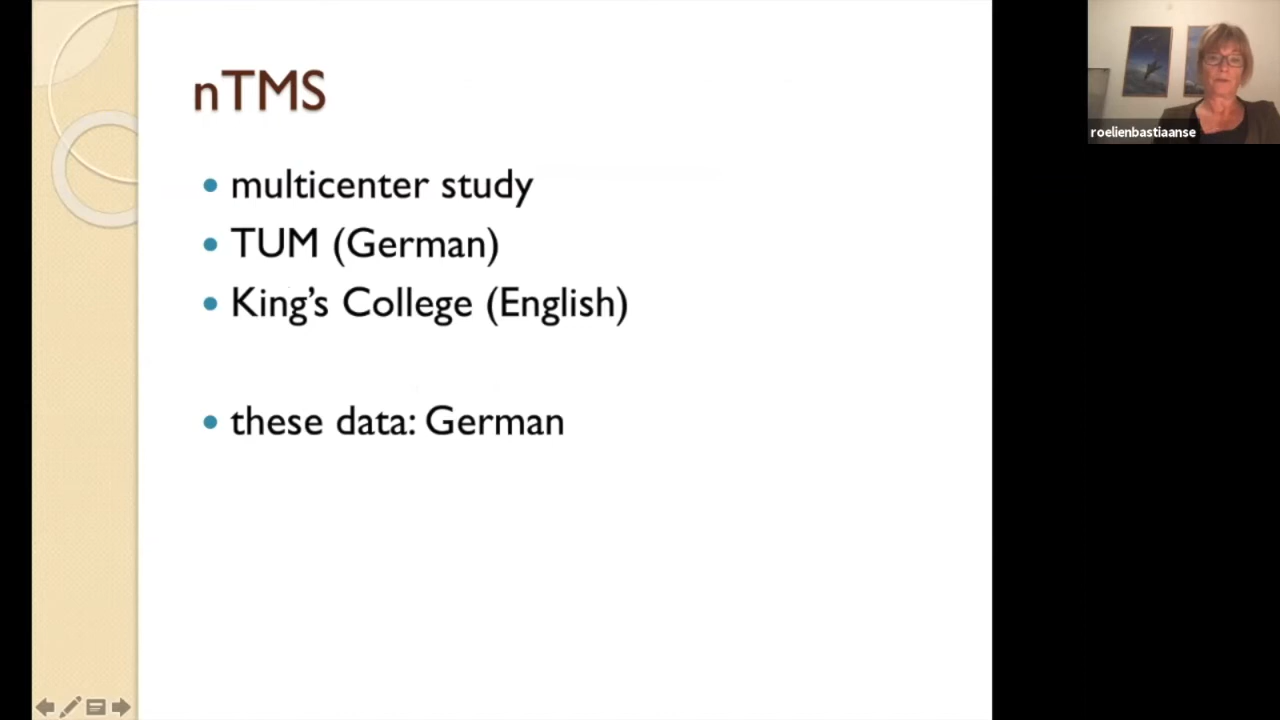 nTMS
multicenter study
TUM (German)
King's College (English)
these data: German
roelienbastiaanse